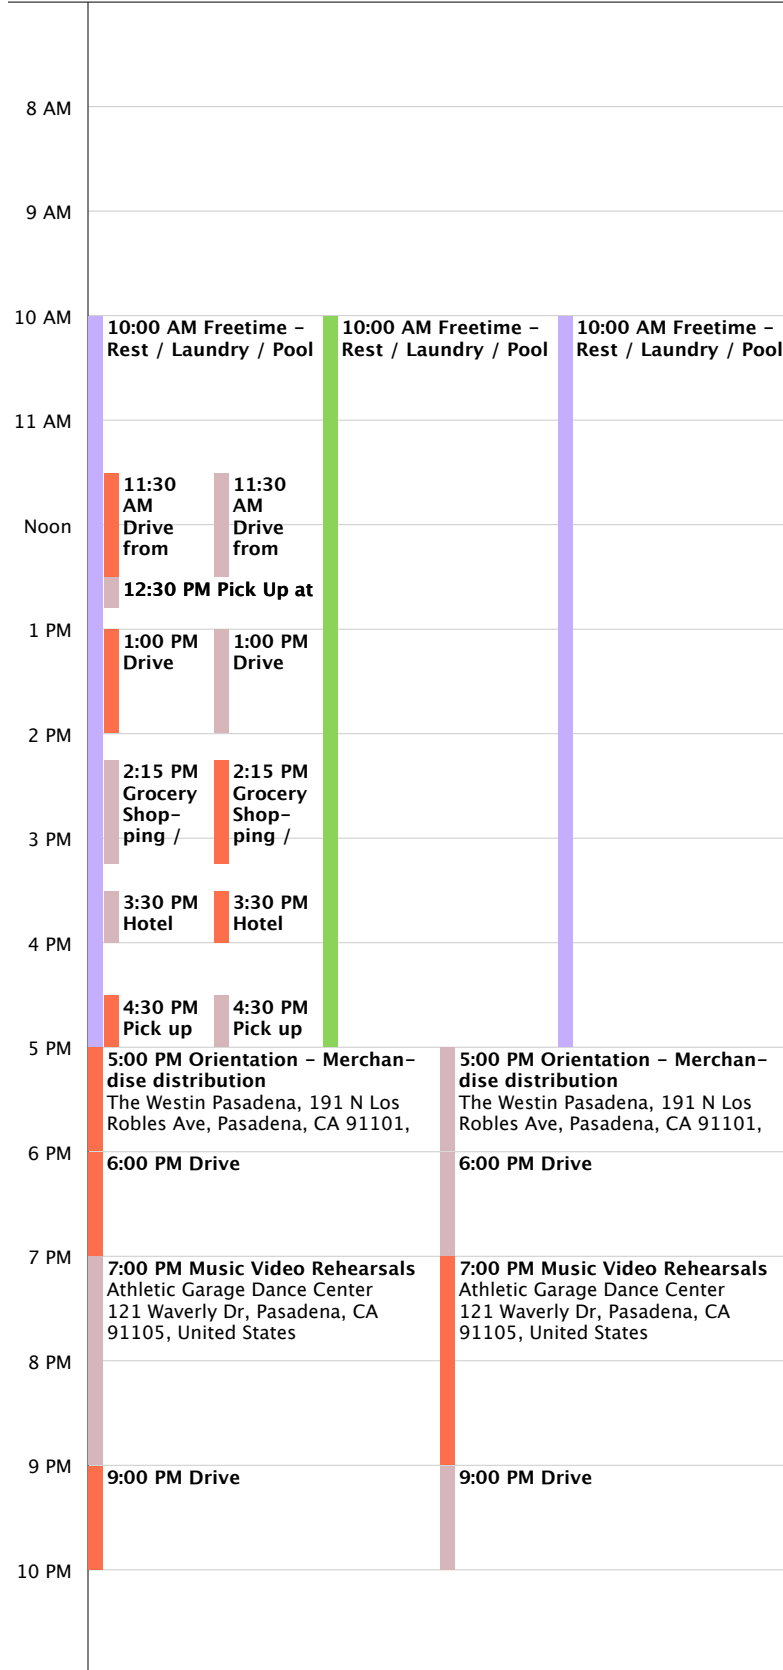 8 AM
9 AM
10 AM
10:00 AM Freetime –
Rest / Laundry / Pool
10:00 AM Freetime –
Rest / Laundry / Pool
10:00 AM Freetime –
Rest / Laundry / Pool
11 AM
11:30
AM
Drive
from
11:30
AM
Drive
from
Noon
12:30 PM Pick Up at
1 PM
1:00 PM
Drive
1:00 PM
Drive
2 PM
2:15 PM
Grocery
Shop–
ping /
2:15 PM
Grocery
Shop–
ping /
3 PM
3:30 PM
Hotel
3:30 PM
Hotel
4 PM
4:30 PM
Pick up
4:30 PM
Pick up
5 PM
5:00 PM Orientation – Merchan–
dise distribution
The Westin Pasadena, 191 N Los
Robles Ave, Pasadena, CA 91101,
5:00 PM Orientation – Merchan–
dise distribution
The Westin Pasadena, 191 N Los
Robles Ave, Pasadena, CA 91101,
6 PM
6:00 PM Drive
6:00 PM Drive
7 PM
7:00 PM Music Video Rehearsals
Athletic Garage Dance Center
121 Waverly Dr, Pasadena, CA
91105, United States
7:00 PM Music Video Rehearsals
Athletic Garage Dance Center
121 Waverly Dr, Pasadena, CA
91105, United States
8 PM
9 PM
9:00 PM Drive
9:00 PM Drive
10 PM